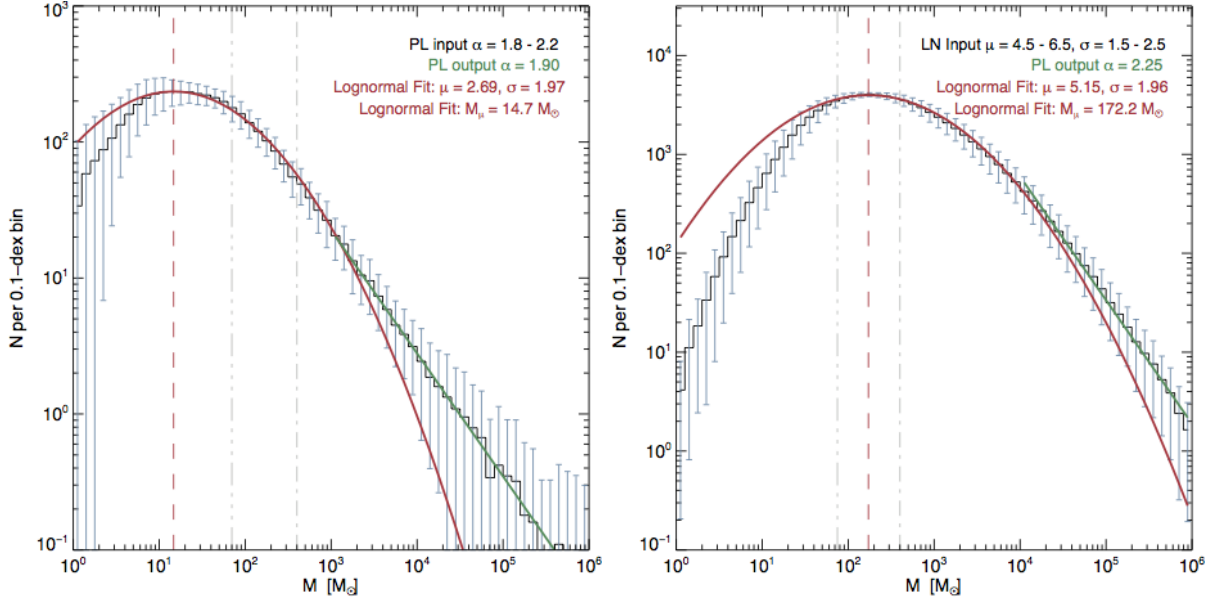 PL input α = 1.8 - 2.2
PL output α = 1.90
Lognormal Fit: μ = 2.69, σ = 1.97
Lognormal Fit: Mμ = 14.7 M☉
N per 0.1–dex bin
10³
10²
10¹
10⁰
10⁻¹
10⁰ 10¹ 10² 10³ 10⁴ 10⁵ 10⁶
M [M☉]
LN Input μ = 4.5 - 6.5, σ = 1.5 - 2.5
PL output α = 2.25
Lognormal Fit: μ = 5.15, σ = 1.96
Lognormal Fit: Mμ = 172.2 M☉
N per 0.1–dex bin
10⁴
10³
10²
10¹
10⁰
10⁻¹
10⁰ 10¹ 10² 10³ 10⁴ 10⁵ 10⁶
M [M☉]